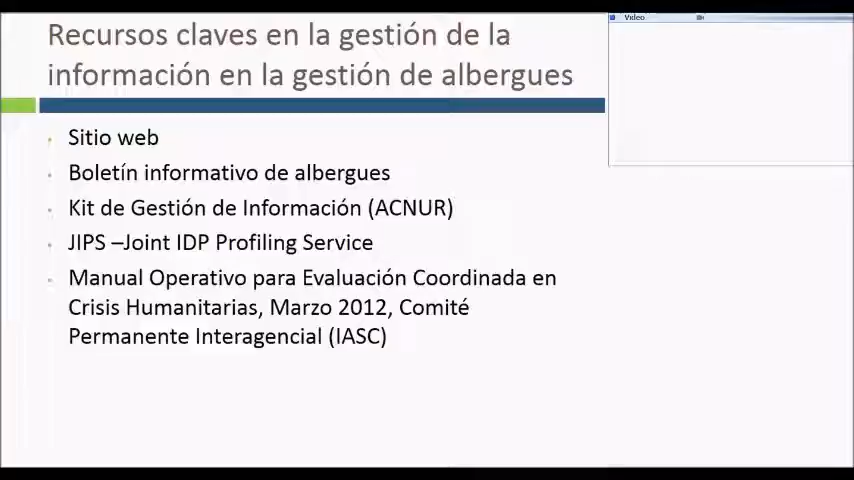 Recursos claves en la gestión de la
información en la gestión de albergues
Video
Sitio web
Boletín informativo de albergues
Kit de Gestión de Información (ACNUR)
JIPS –Joint IDP Profiling Service
Manual Operativo para Evaluación Coordinada en
Crisis Humanitarias, Marzo 2012, Comité
Permanente Interagencial (IASC)